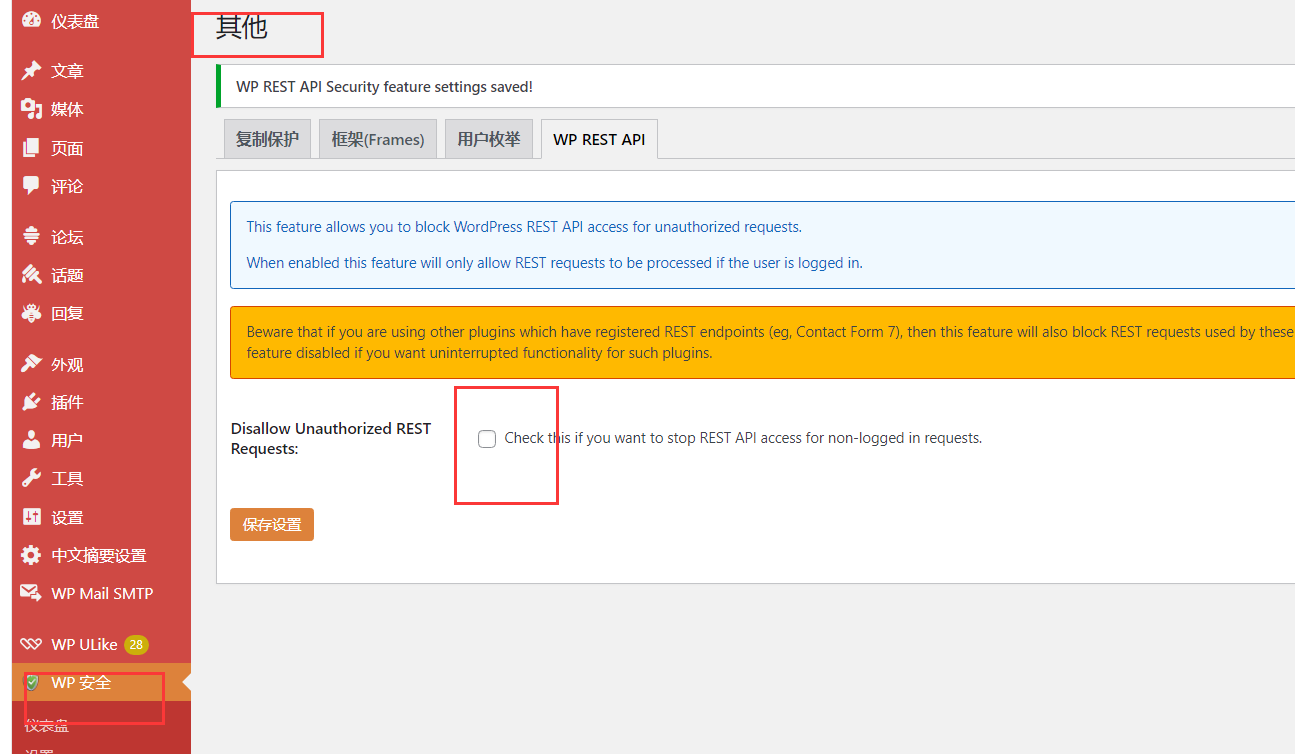 仪表盘
文章
媒体
页面
评论
论坛
话题
回复
外观
插件
用户
工具
设置
中文摘要设置
WP Mail SMTP
WP ULike 28
WP 安全
仪表盘
设置
其他
WP REST API Security feature settings saved!
复制保护 框架(Frames) 用户枚举 WP REST API
This feature allows you to block WordPress REST API access for unauthorized requests.
When enabled this feature will only allow REST requests to be processed if the user is logged in.
Beware that if you are using other plugins which have registered REST endpoints (eg, Contact Form 7), then this feature will also block REST requests used by these
feature disabled if you want uninterrupted functionality for such plugins.
Disallow Unauthorized REST
Requests:
Check this if you want to stop REST API access for non-logged in requests.
保存设置